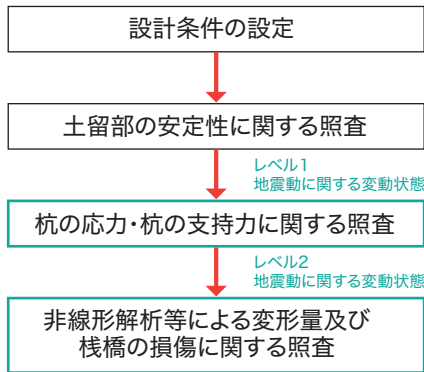 設計条件の設定
土留部の安定性に関する照査
レベル1
地震動に関する変動状態
杭の応力・杭の支持力に関する照査
レベル2
地震動に関する変動状態
非線形解析等による変形量及び
桟橋の損傷に関する照査